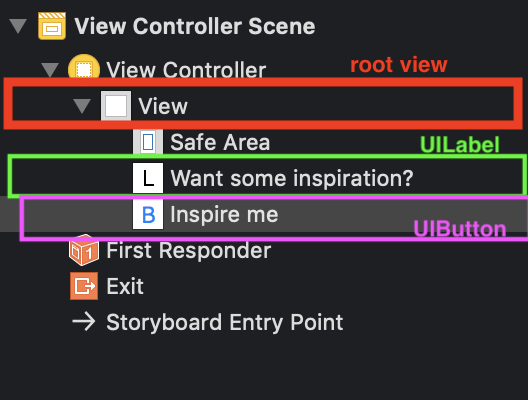 View Controller Scene
View Controller
root view
View
Safe Area
UILabel
L Want some inspiration?
B Inspire me
UIButton
1 First Responder
Exit
Storyboard Entry Point